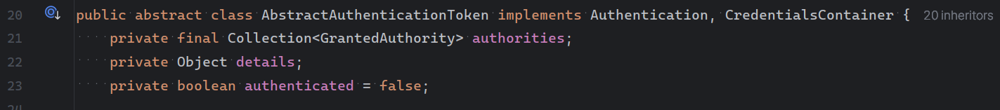 20 public abstract class AbstractAuthenticationToken implements Authentication, CredentialsContainer { 20 inheritors
21     private final Collection<GrantedAuthority> authorities;
22     private Object details;
23     private boolean authenticated = false;
24